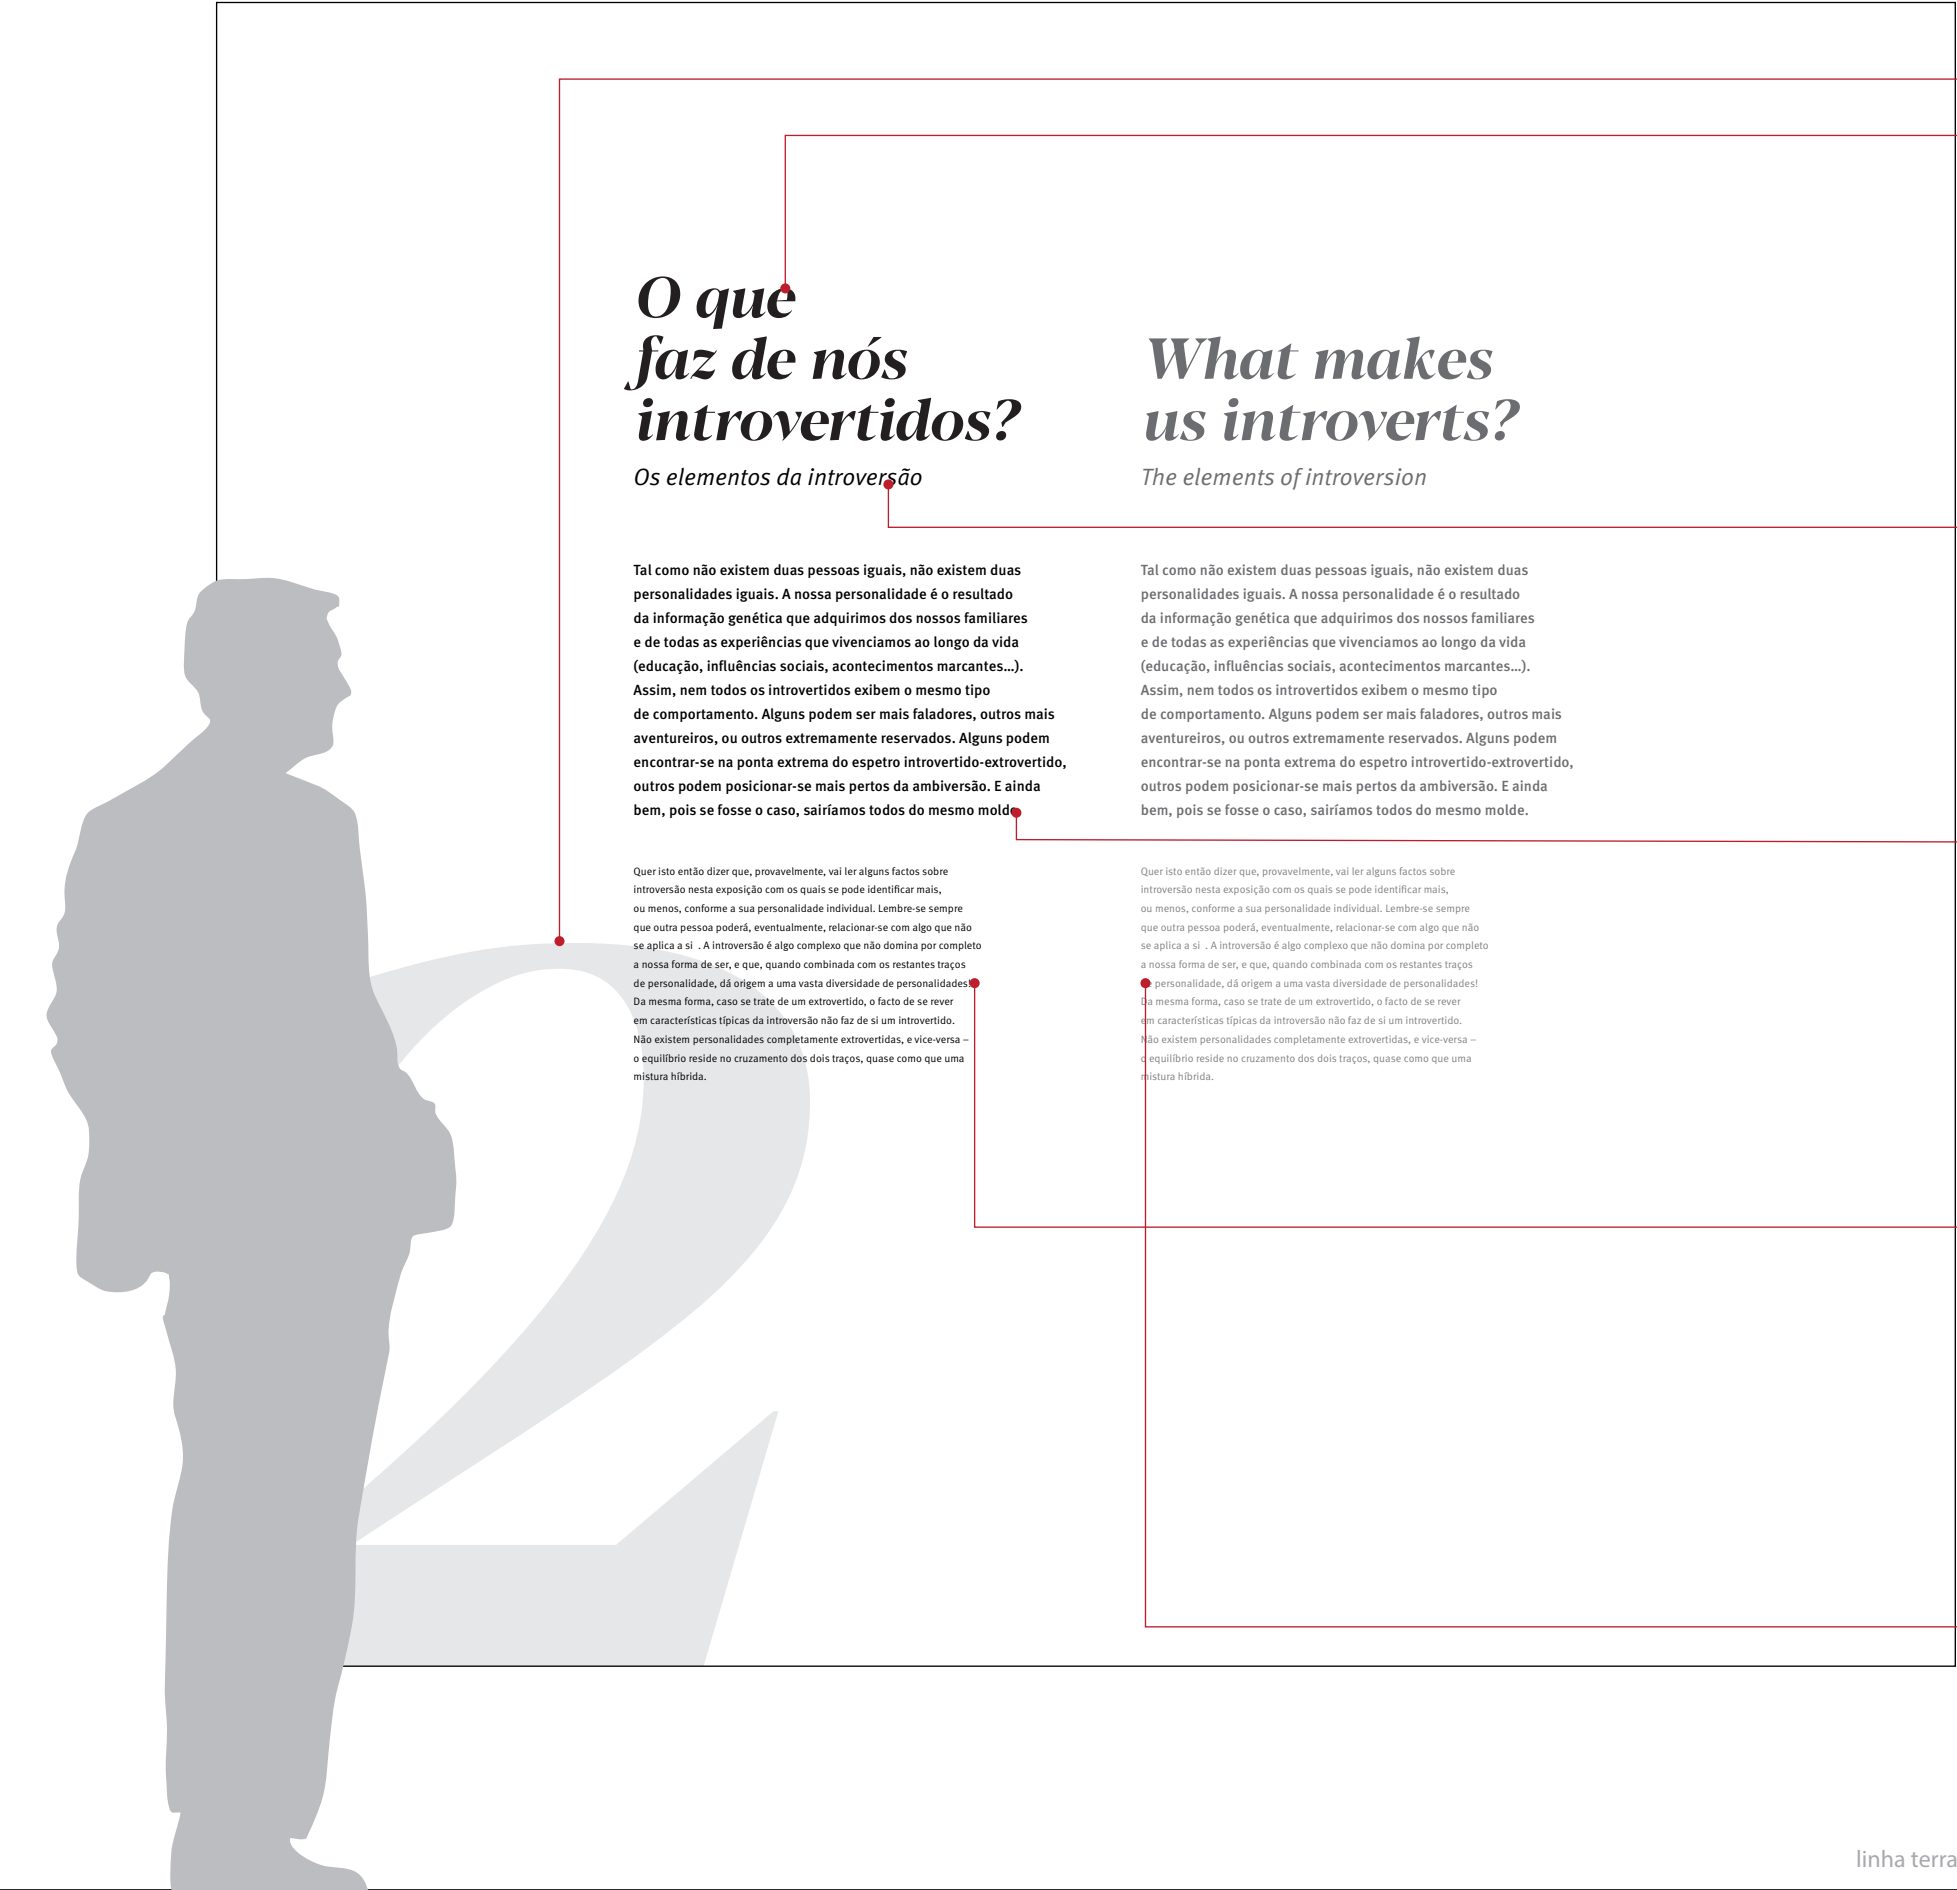 O que
faz de nós
introvertidos?
Os elementos da introversão
Tal como não existem duas pessoas iguais, não existem duas
personalidades iguais. A nossa personalidade é o resultado
da informação genética que adquirimos dos nossos familiares
e de todas as experiências que vivenciamos ao longo da vida
(educação, influências sociais, acontecimentos marcantes...).
Assim, nem todos os introvertidos exibem o mesmo tipo
de comportamento. Alguns podem ser mais faladores, outros mais
aventureiros, ou outros extremamente reservados. Alguns podem
encontrar-se na ponta extrema do espetro introvertido-extrovertido,
outros podem posicionar-se mais pertos da ambiversão. E ainda
bem, pois se fosse o caso, sairíamos todos do mesmo molde
Quer isto então dizer que, provavelmente, vai ler alguns factos sobre
introversão nesta exposição com os quais se pode identificar mais,
ou menos, conforme a sua personalidade individual. Lembre-se sempre
que outra pessoa poderá, eventualmente, relacionar-se com algo que não
se aplica a si . A introversão é algo complexo que não domina por completo
a nossa forma de ser, e que, quando combinada com os restantes traços
de personalidade, dá origem a uma vasta diversidade de personalidades!
Da mesma forma, caso se trate de um extrovertido, o facto de se rever
em características típicas da introversão não faz de si um introvertido.
Não existem personalidades completamente extrovertidas, e vice-versa –
o equilíbrio reside no cruzamento dos dois traços, quase como que uma
mistura híbrida.
What makes
us introverts?
The elements of introversion
Tal como não existem duas pessoas iguais, não existem duas
personalidades iguais. A nossa personalidade é o resultado
da informação genética que adquirimos dos nossos familiares
e de todas as experiências que vivenciamos ao longo da vida
(educação, influências sociais, acontecimentos marcantes...).
Assim, nem todos os introvertidos exibem o mesmo tipo
de comportamento. Alguns podem ser mais faladores, outros mais
aventureiros, ou outros extremamente reservados. Alguns podem
encontrar-se na ponta extrema do espetro introvertido-extrovertido,
outros podem posicionar-se mais pertos da ambiversão. E ainda
bem, pois se fosse o caso, sairíamos todos do mesmo molde.
Quer isto então dizer que, provavelmente, vai ler alguns factos sobre
introversão nesta exposição com os quais se pode identificar mais,
ou menos, conforme a sua personalidade individual. Lembre-se sempre
que outra pessoa poderá, eventualmente, relacionar-se com algo que não
se aplica a si . A introversão é algo complexo que não domina por completo
a nossa forma de ser, e que, quando combinada com os restantes traços
de personalidade, dá origem a uma vasta diversidade de personalidades!
Da mesma forma, caso se trate de um extrovertido, o facto de se rever
em características típicas da introversão não faz de si um introvertido.
Não existem personalidades completamente extrovertidas, e vice-versa –
o equilíbrio reside no cruzamento dos dois traços, quase como que uma
mistura híbrida.
2
linha terra